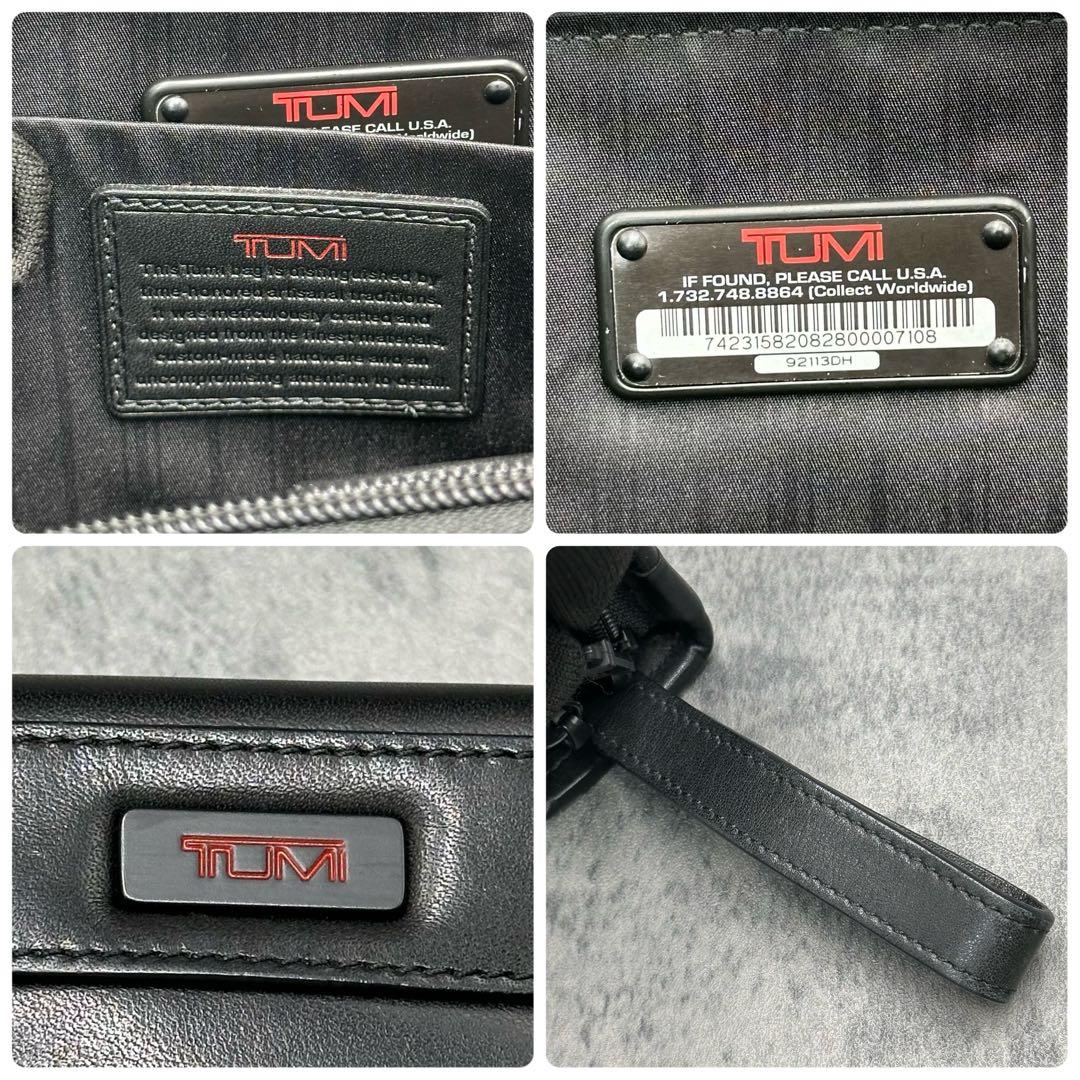 TUMI
PLEASE CALL U.S.A.
(Collect Worldwide)
TUMI
This Tumi bag is distinguished by
time-honored artisanal traditions.
It was meticulously crafted and
designed from the finest materials,
custom-made hardware and an
uncompromising attention to detail.
TUMI
IF FOUND, PLEASE CALL U.S.A.
1.732.748.8864 (Collect Worldwide)
74231582082800007108
92113DH
TUMI